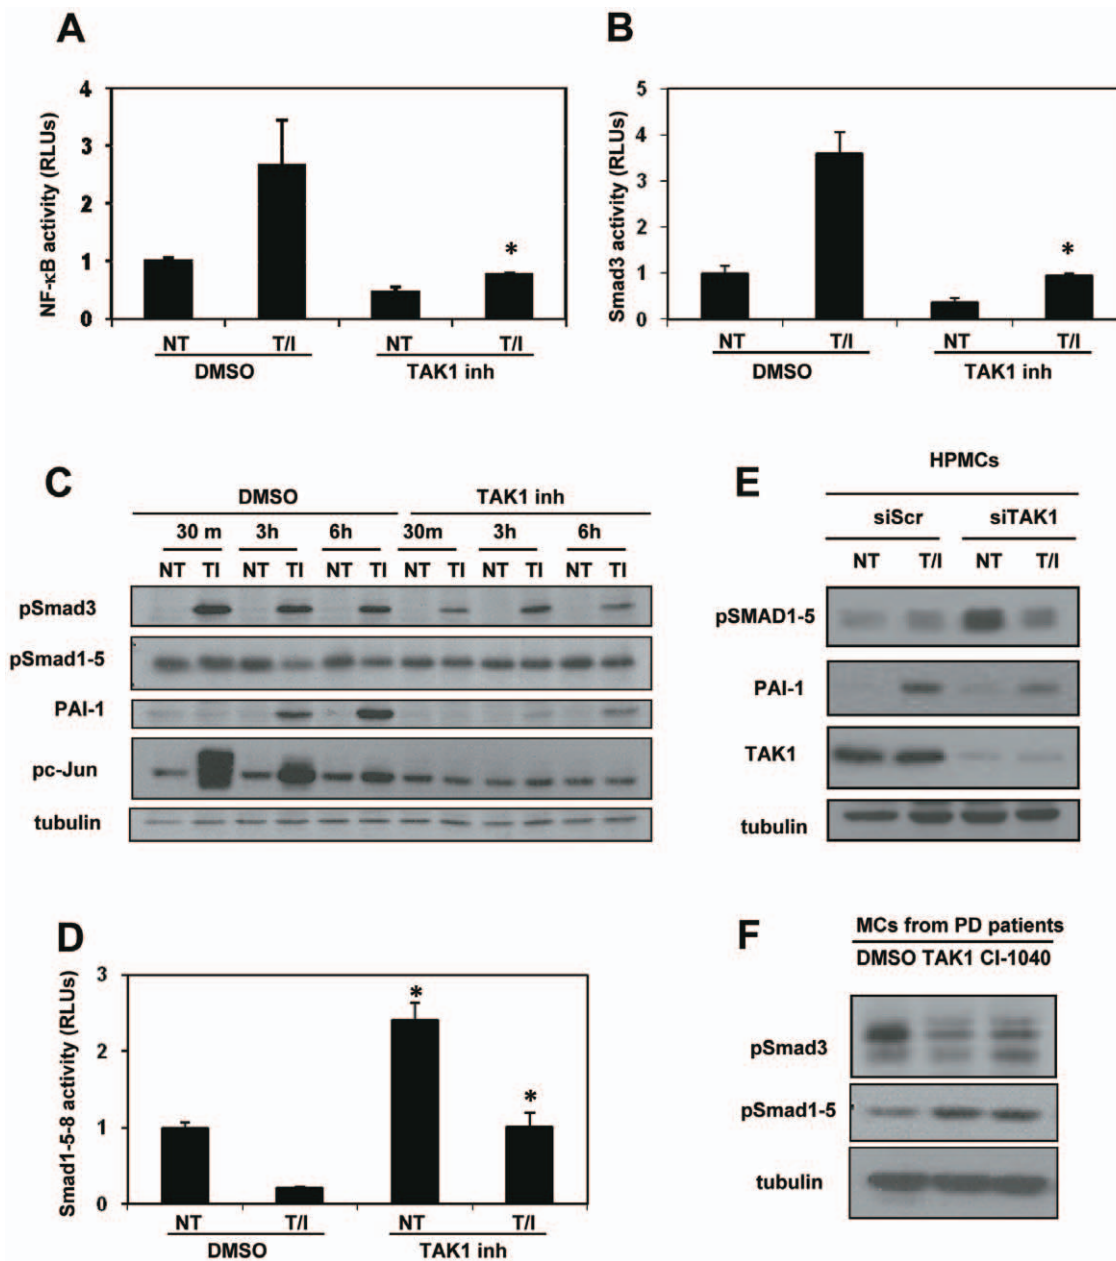 A
NF-κB activity (RLUs)
4
3
2
1
0
*
NT T/I NT T/I
DMSO TAK1 inh
B
Smad3 activity (RLUs)
5
4
3
2
1
0
*
NT T/I NT T/I
DMSO TAK1 inh
C
DMSO TAK1 inh
30 m 3h 6h 30m 3h 6h
NT TI NT TI NT TI NT TI NT TI NT TI
pSmad3
pSmad1-5
PAI-1
pc-Jun
tubulin
E
HPMCs
siScr siTAK1
NT T/I NT T/I
pSMAD1-5
PAI-1
TAK1
tubulin
D
Smad1-5-8 activity (RLUs)
3
2
1
0
*
*
NT T/I NT T/I
DMSO TAK1 inh
F
MCs from PD patients
DMSO TAK1 CI-1040
pSmad3
pSmad1-5
tubulin